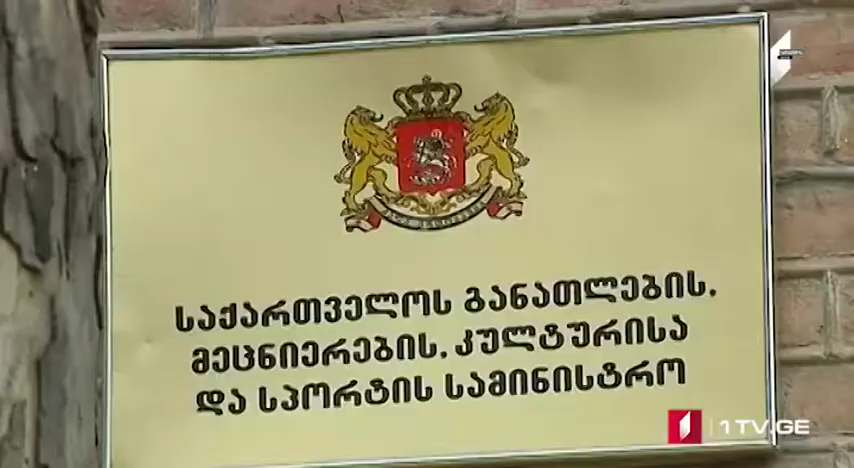 საქართველოს განათლების,
მეცნიერების, კულტურისა
და სპორტის სამინისტრო
1TV.GE